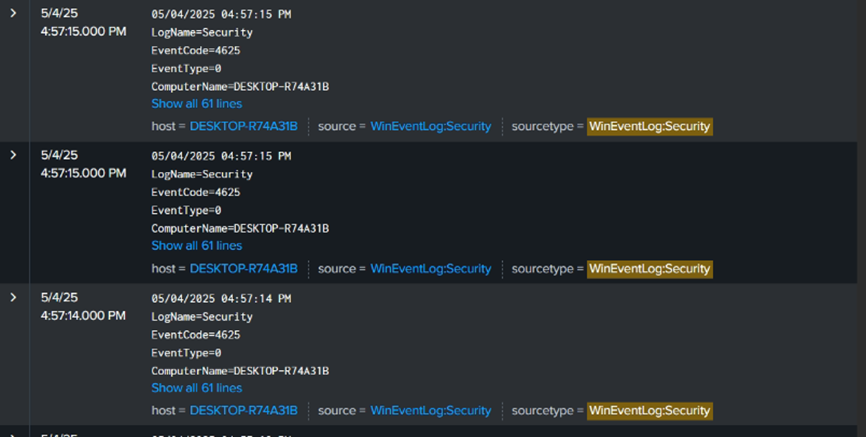 5/4/25
4:57:15.000 PM
05/04/2025 04:57:15 PM
LogName=Security
EventCode=4625
EventType=0
ComputerName=DESKTOP-R74A31B
Show all 61 lines
host = DESKTOP-R74A31B source = WinEventLog:Security sourcetype = WinEventLog:Security
5/4/25
4:57:15.000 PM
05/04/2025 04:57:15 PM
LogName=Security
EventCode=4625
EventType=0
ComputerName=DESKTOP-R74A31B
Show all 61 lines
host = DESKTOP-R74A31B source = WinEventLog:Security sourcetype = WinEventLog:Security
5/4/25
4:57:14.000 PM
05/04/2025 04:57:14 PM
LogName=Security
EventCode=4625
EventType=0
ComputerName=DESKTOP-R74A31B
Show all 61 lines
host = DESKTOP-R74A31B source = WinEventLog:Security sourcetype = WinEventLog:Security